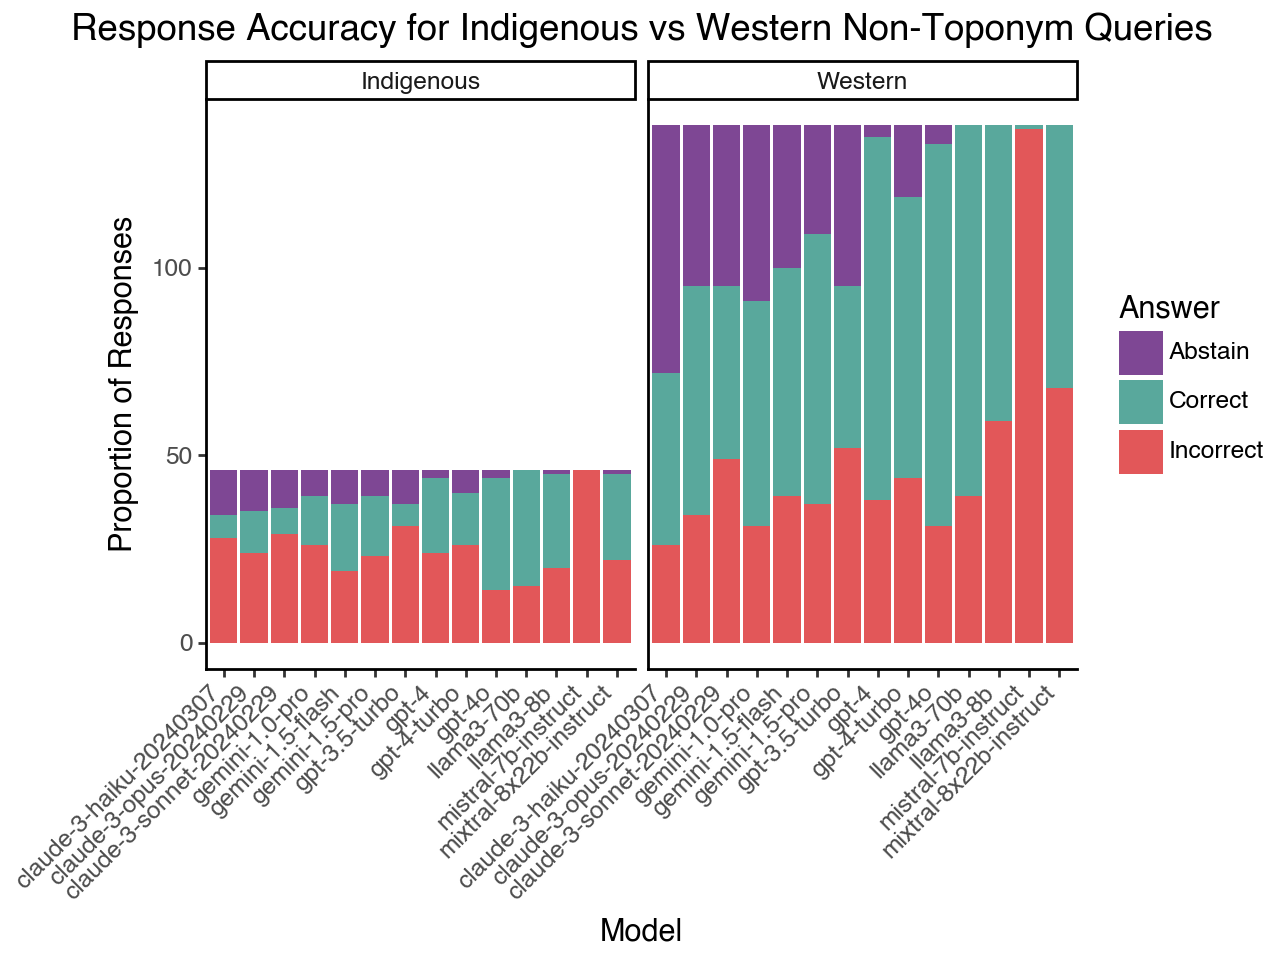 Response Accuracy for Indigenous vs Western Non-Toponym Queries
Indigenous
Western
Proportion of Responses
100
50
0
Answer
Abstain
Correct
Incorrect
claude-3-haiku-20240307
claude-3-opus-20240229
claude-3-sonnet-20240229
gemini-1.0-pro
gemini-1.5-flash
gemini-1.5-pro
gpt-3.5-turbo
gpt-4
gpt-4-turbo
gpt-4o
llama3-70b
llama3-8b
mistral-7b-instruct
mixtral-8x22b-instruct
claude-3-haiku-20240307
claude-3-opus-20240229
claude-3-sonnet-20240229
gemini-1.0-pro
gemini-1.5-flash
gemini-1.5-pro
gpt-3.5-turbo
gpt-4
gpt-4-turbo
gpt-4o
llama3-70b
llama3-8b
mistral-7b-instruct
mixtral-8x22b-instruct
Model